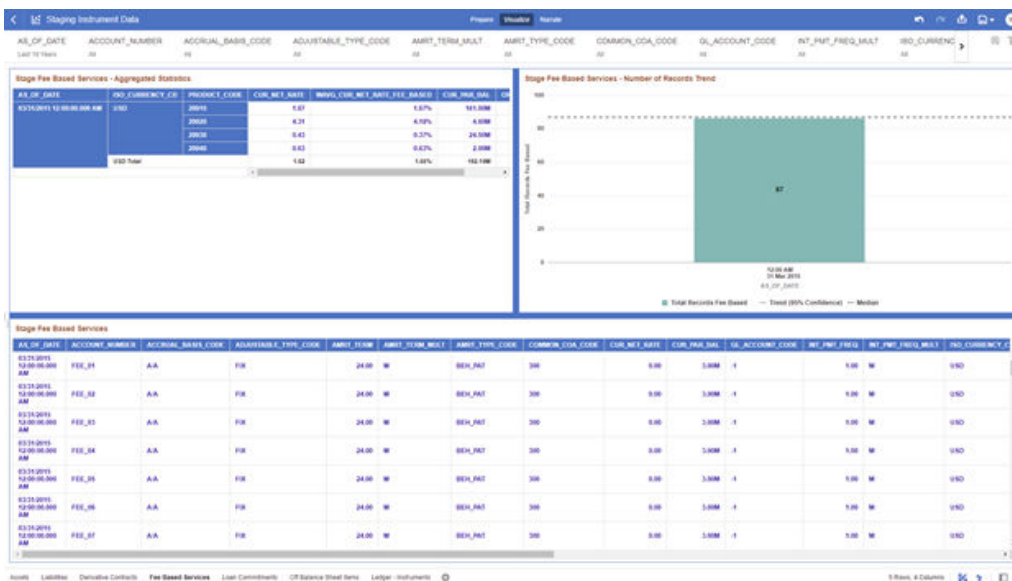 Staging Instrument Data
Prepare Visualize Narrate
AS_OF_DATE ACCOUNT_NUMBER ACCRUAL_BASIS_CODE ADJUSTABLE_TYPE_CODE AMRT_TERM_MULT AMRT_TYPE_CODE COMMON_COA_CODE GL_ACCOUNT_CODE INT_PMT_FREQ_MULT ISO_CURRENC
Last 10 Years All All All All All All All All All
Stage Fee Based Services - Aggregated Statistics
AS_OF_DATE ISO_CURRENCY_CD PRODUCT_CODE CUR_NET_RATE WAVG_CUR_NET_RATE_FEE_BASED CUR_PAR_BAL
03/31/2015 12:00:00.000 AM USD 20010 1.67 1.67% 161.00M
20020 4.31 4.10% 4.60M
20030 0.43 0.37% 24.50M
20040 0.63 0.63% 2.00M
USD Total 1.62 192.10M
Stage Fee Based Services - Number of Records Trend
Total Records Fee Based
100
80
60
40
20
0
87
12:00 AM
31 Mar 2015
AS_OF_DATE
Total Records Fee Based Trend (95% Confidence) Median
Stage Fee Based Services
AS_OF_DATE ACCOUNT_NUMBER ACCRUAL_BASIS_CODE ADJUSTABLE_TYPE_CODE AMRT_TERM AMRT_TERM_MULT AMRT_TYPE_CODE COMMON_COA_CODE CUR_NET_RATE CUR_PAR_BAL GL_ACCOUNT_CODE INT_PMT_FREQ INT_PMT_FREQ_MULT ISO_CURRENCY_C
03/31/2015
12:00:00.000 FEE_01 A/A FIX 24.00 M BEH_PAT 300 0.00 3.00M -1 1.00 M USD
AM
03/31/2015
12:00:00.000 FEE_02 A/A FIX 24.00 M BEH_PAT 300 0.00 3.00M -1 1.00 M USD
AM
03/31/2015
12:00:00.000 FEE_03 A/A FIX 24.00 M BEH_PAT 300 0.00 3.00M -1 1.00 M USD
AM
03/31/2015
12:00:00.000 FEE_04 A/A FIX 24.00 M BEH_PAT 300 0.00 3.00M -1 1.00 M USD
AM
03/31/2015
12:00:00.000 FEE_05 A/A FIX 24.00 M BEH_PAT 300 0.00 3.00M -1 1.00 M USD
AM
03/31/2015
12:00:00.000 FEE_06 A/A FIX 24.00 M BEH_PAT 300 0.00 3.00M -1 1.00 M USD
AM
03/31/2015
12:00:00.000 FEE_07 A/A FIX 24.00 M BEH_PAT 300 0.00 3.00M -1 1.00 M USD
AM
Assets Liabilities Derivative Contracts Fee Based Services Loan Commitments Off Balance Sheet Items Ledger - Instruments 5 Rows, 4 Columns